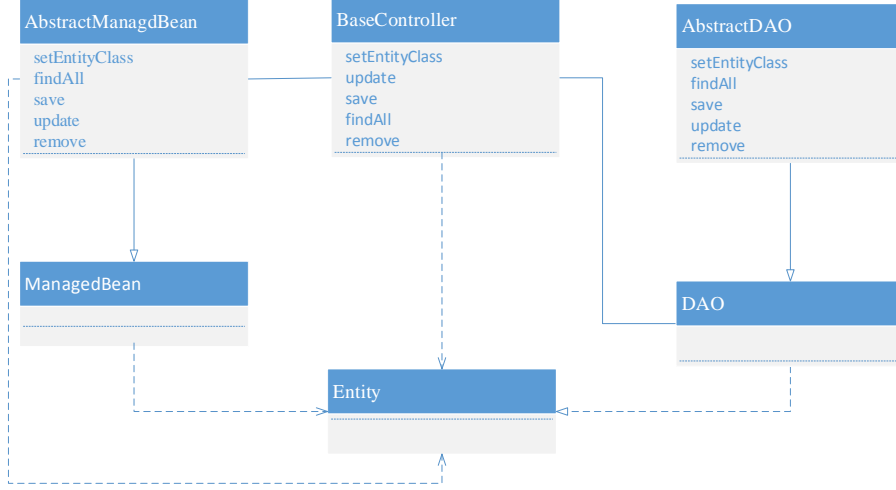 AbstractManagdBean
setEntityClass
findAll
save
update
remove
BaseController
setEntityClass
update
save
findAll
remove
AbstractDAO
setEntityClass
findAll
save
update
remove
ManagedBean
DAO
Entity